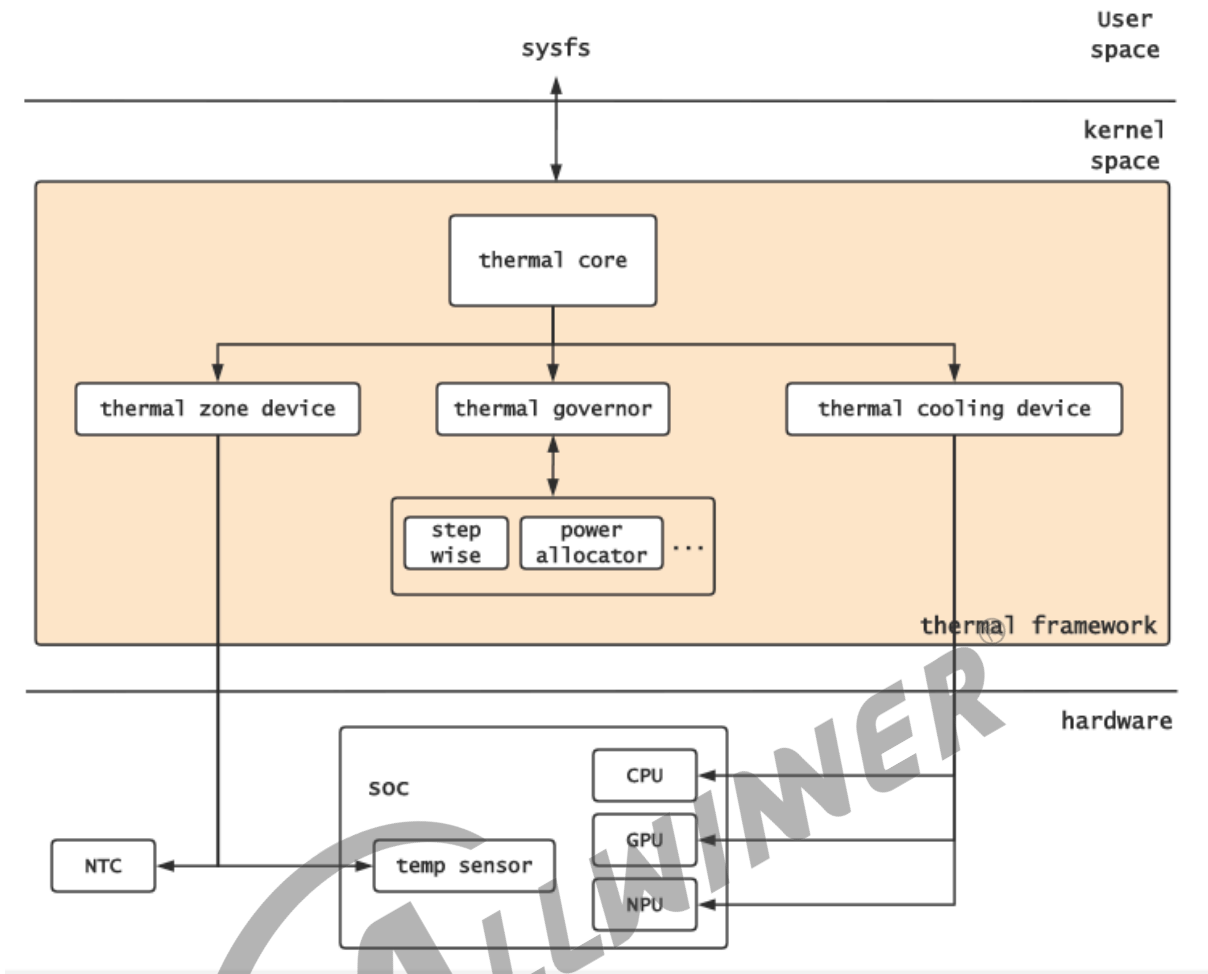 User
space
sysfs
kernel
space
thermal core
thermal zone device
thermal governor
thermal cooling device
step
wise
power
allocator
...
thermal framework
hardware
soc
CPU
GPU
NPU
NTC
temp sensor
ALLWINNER®